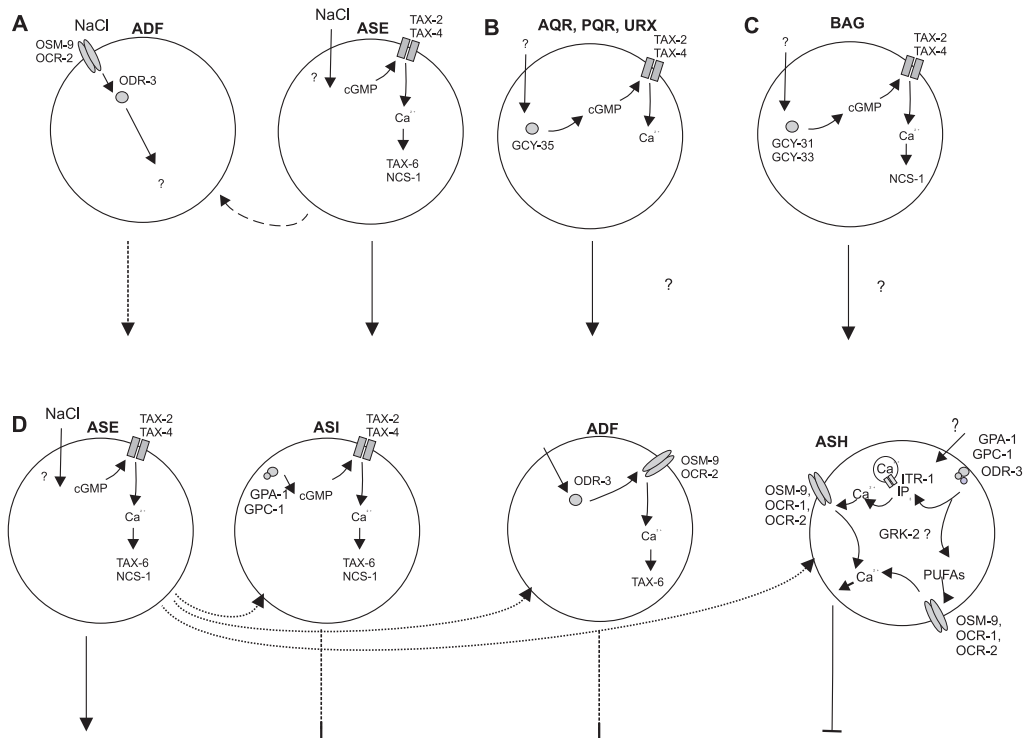 A
NaCl
ADF
OSM-9
OCR-2
ODR-3
?
NaCl
ASE
TAX-2
TAX-4
?
cGMP
Ca++
TAX-6
NCS-1
B
AQR, PQR, URX
TAX-2
TAX-4
?
cGMP
GCY-35
Ca++
?
C
BAG
TAX-2
TAX-4
?
cGMP
GCY-31
GCY-33
Ca++
NCS-1
?
D
NaCl
ASE
TAX-2
TAX-4
?
cGMP
Ca++
TAX-6
NCS-1
ASI
TAX-2
TAX-4
GPA-1
GPC-1
cGMP
Ca++
TAX-6
NCS-1
ADF
OSM-9
OCR-2
ODR-3
Ca++
TAX-6
ASH
?
GPA-1
GPC-1
ODR-3
Ca++
ITR-1
IP
Ca++
OSM-9,
OCR-1,
OCR-2
GRK-2 ?
Ca++
PUFAs
OSM-9,
OCR-1,
OCR-2